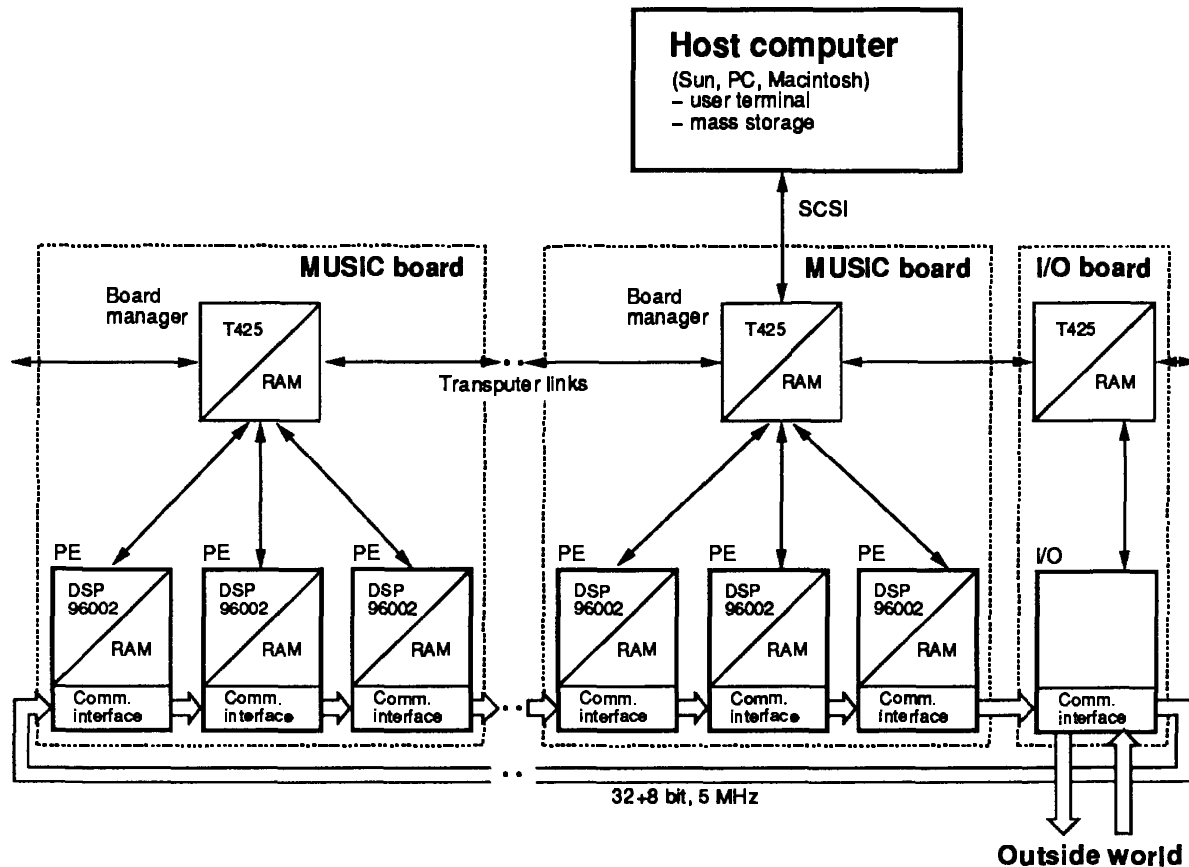 Host computer
(Sun, PC, Macintosh)
– user terminal
– mass storage
SCSI
MUSIC board
MUSIC board
I/O board
Board
manager
T425
RAM
Board
manager
T425
RAM
T425
RAM
Transputer links
PE
DSP
96002
RAM
Comm.
interface
PE
DSP
96002
RAM
Comm.
interface
PE
DSP
96002
RAM
Comm.
interface
PE
DSP
96002
RAM
Comm.
interface
PE
DSP
96002
RAM
Comm.
interface
PE
DSP
96002
RAM
Comm.
interface
I/O
Comm.
interface
32+8 bit, 5 MHz
Outside world